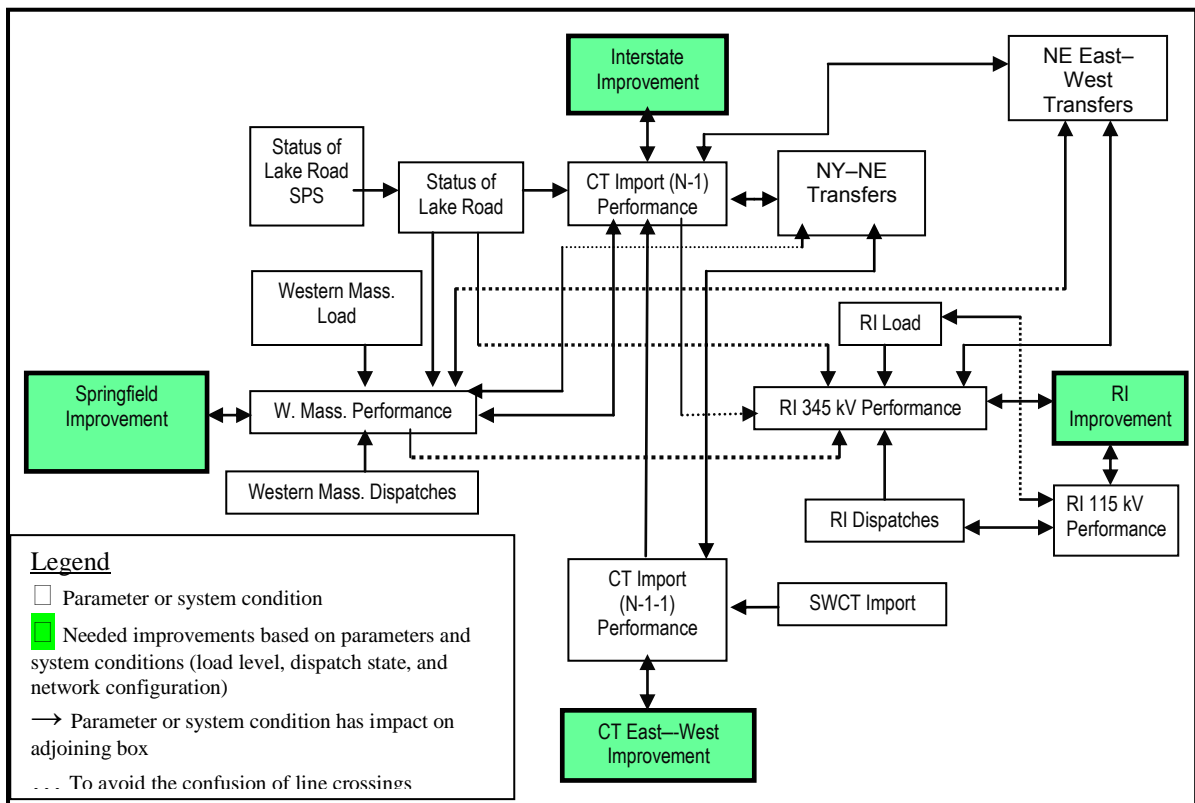 Interstate
Improvement
NE East–
West
Transfers
Status of
Lake Road
SPS
Status of
Lake Road
CT Import (N-1)
Performance
NY–NE
Transfers
Western Mass.
Load
RI Load
Springfield
Improvement
W. Mass. Performance
RI 345 kV Performance
RI
Improvement
Western Mass. Dispatches
RI Dispatches
RI 115 kV
Performance
CT Import
(N-1-1)
Performance
SWCT Import
CT East-–West
Improvement
Legend
Parameter or system condition
Needed improvements based on parameters and
system conditions (load level, dispatch state, and
network configuration)
→ Parameter or system condition has impact on
adjoining box
… To avoid the confusion of line crossings